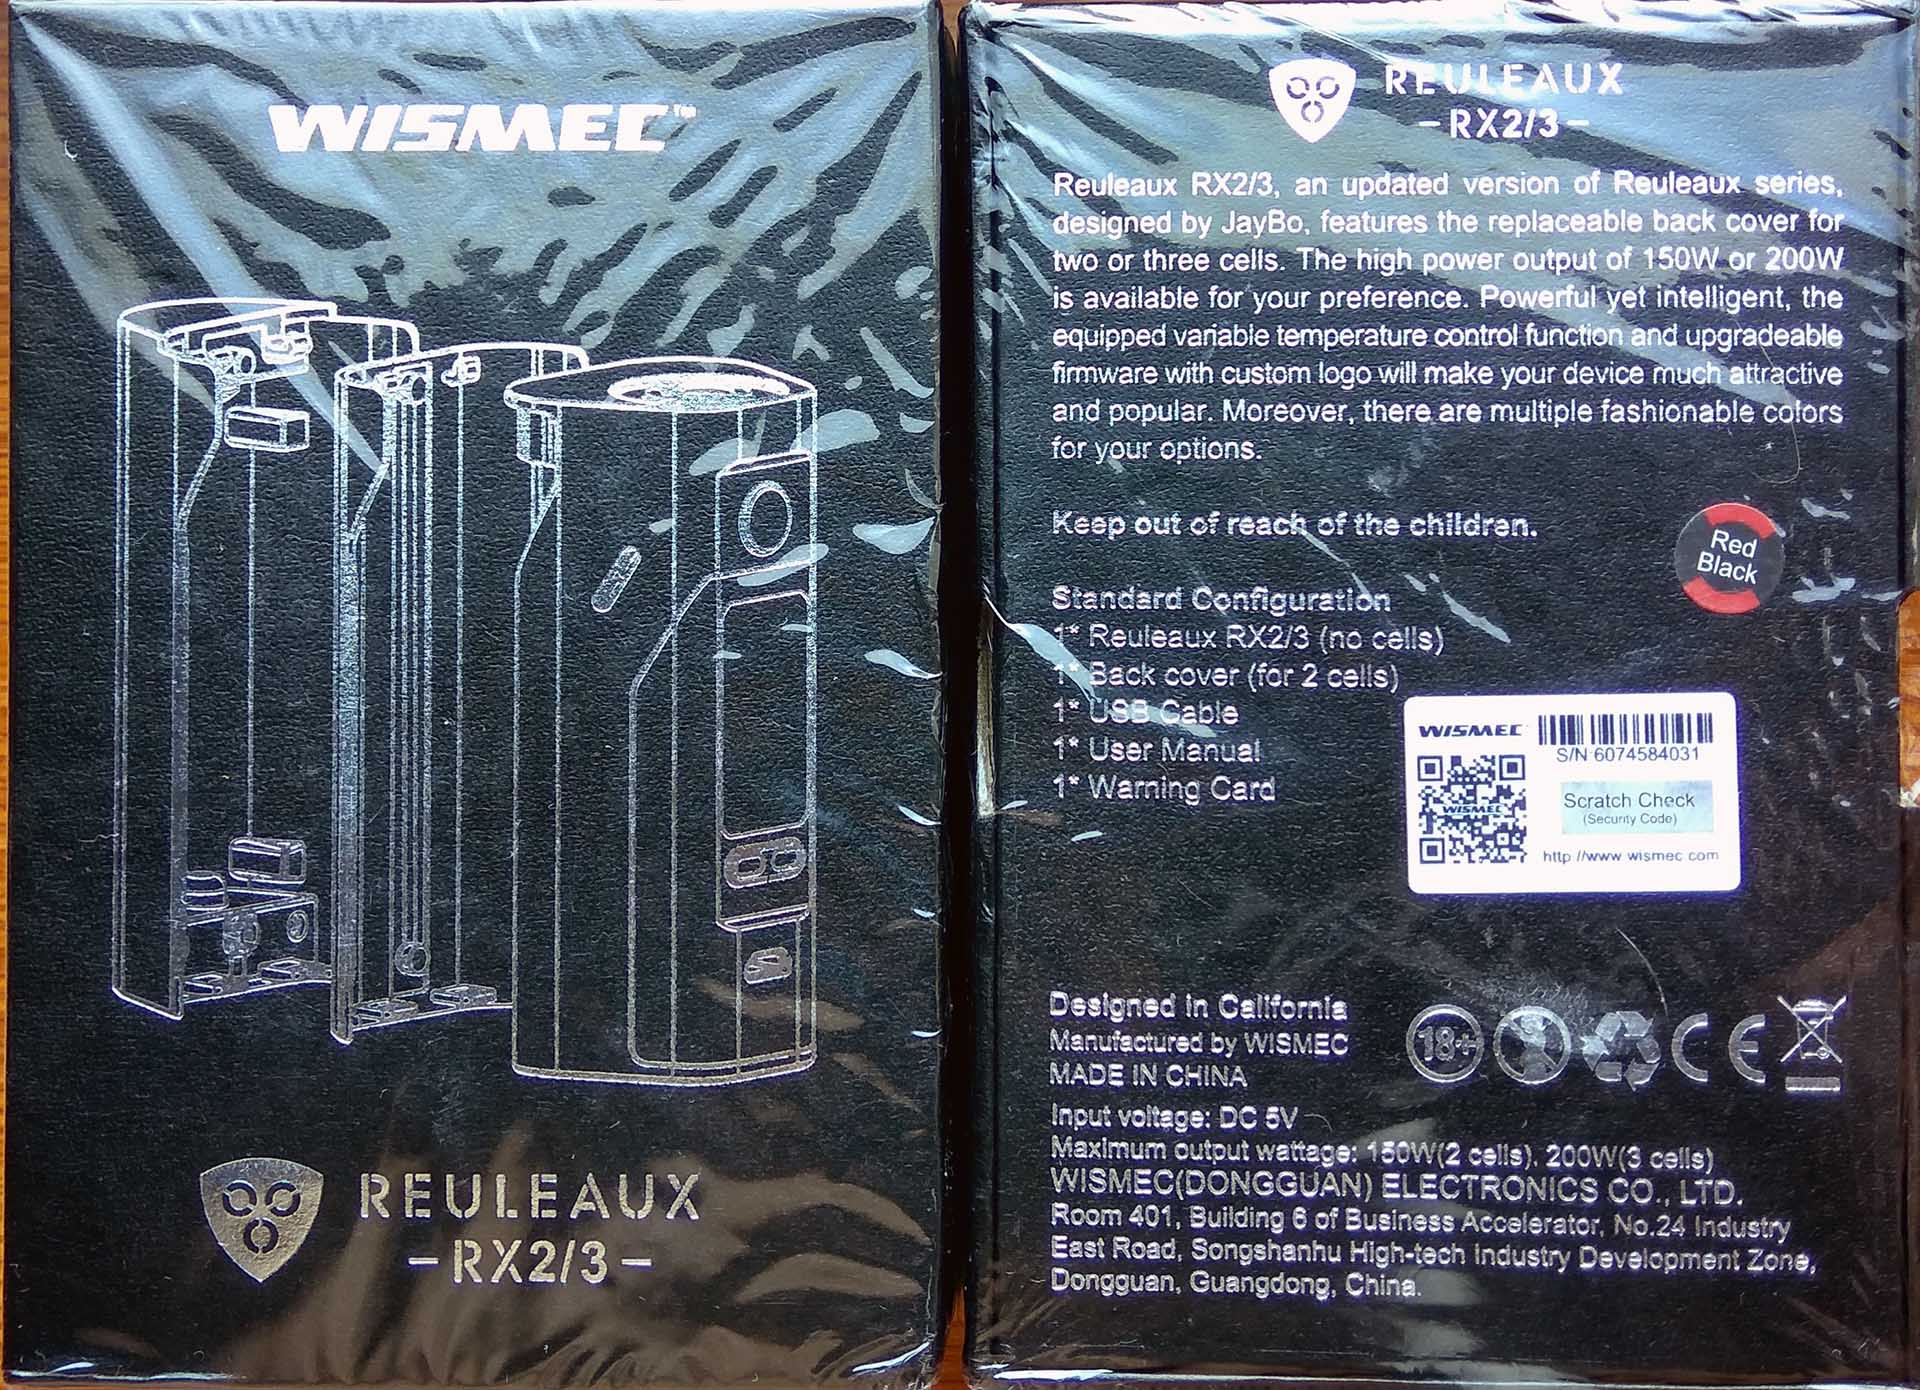 WISMEC™
REULEAUX
-RX2/3-
REULEAUX
-RX2/3-
Reuleaux RX2/3, an updated version of Reuleaux series,
designed by JayBo, features the replaceable back cover for
two or three cells. The high power output of 150W or 200W
is available for your preference. Powerful yet intelligent, the
equipped variable temperature control function and upgradeable
firmware with custom logo will make your device much attractive
and popular. Moreover, there are multiple fashionable colors
for your options.
Keep out of reach of the children.
Red
Black
Standard Configuration
1* Reuleaux RX2/3 (no cells)
1* Back cover (for 2 cells)
1* USB Cable
1* User Manual
1* Warning Card
WISMEC
S/N:6074584031
WISMEC
Scratch Check
(Security Code)
http://www.wismec.com
Designed in California
Manufactured by WISMEC
MADE IN CHINA
18+
CE
Input voltage: DC 5V
Maximum output wattage: 150W(2 cells), 200W(3 cells)
WISMEC(DONGGUAN) ELECTRONICS CO., LTD.
Room 401, Building 6 of Business Accelerator, No.24 Industry
East Road, Songshanhu High-tech Industry Development Zone,
Dongguan, Guangdong, China.